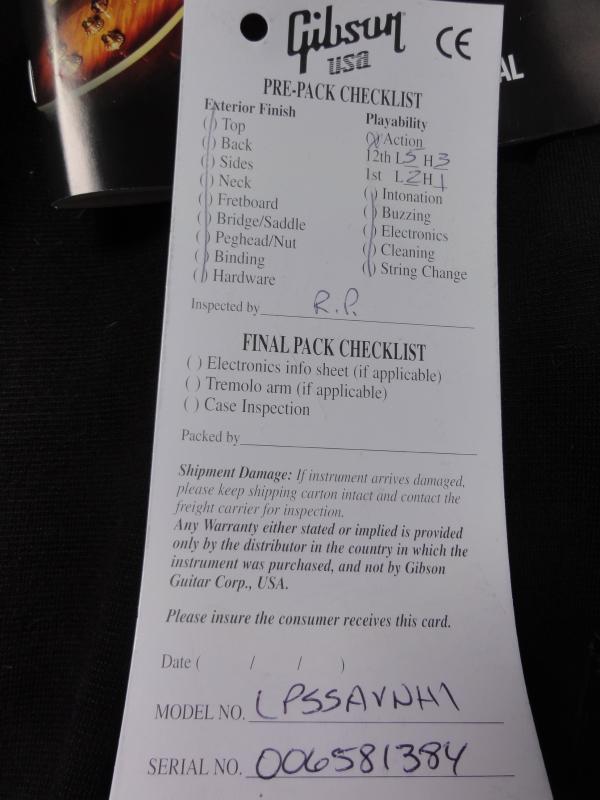 Gibson
usa
CE
AL
PRE-PACK CHECKLIST
Exterior Finish
( ) Top
( ) Back
( ) Sides
( ) Neck
( ) Fretboard
( ) Bridge/Saddle
( ) Peghead/Nut
( ) Binding
( ) Hardware
Playability
( ) Action
12th L5 H3
1st L2 H1
( ) Intonation
( ) Buzzing
( ) Electronics
( ) Cleaning
( ) String Change
Inspected by R.P.
FINAL PACK CHECKLIST
( ) Electronics info sheet (if applicable)
( ) Tremolo arm (if applicable)
( ) Case Inspection
Packed by
Shipment Damage: If instrument arrives damaged,
please keep shipping carton intact and contact the
freight carrier for inspection.
Any Warranty either stated or implied is provided
only by the distributor in the country in which the
instrument was purchased, and not by Gibson
Guitar Corp., USA.
Please insure the consumer receives this card.
Date ( / / )
MODEL NO. LPSSAVNH1
SERIAL NO. 006581384